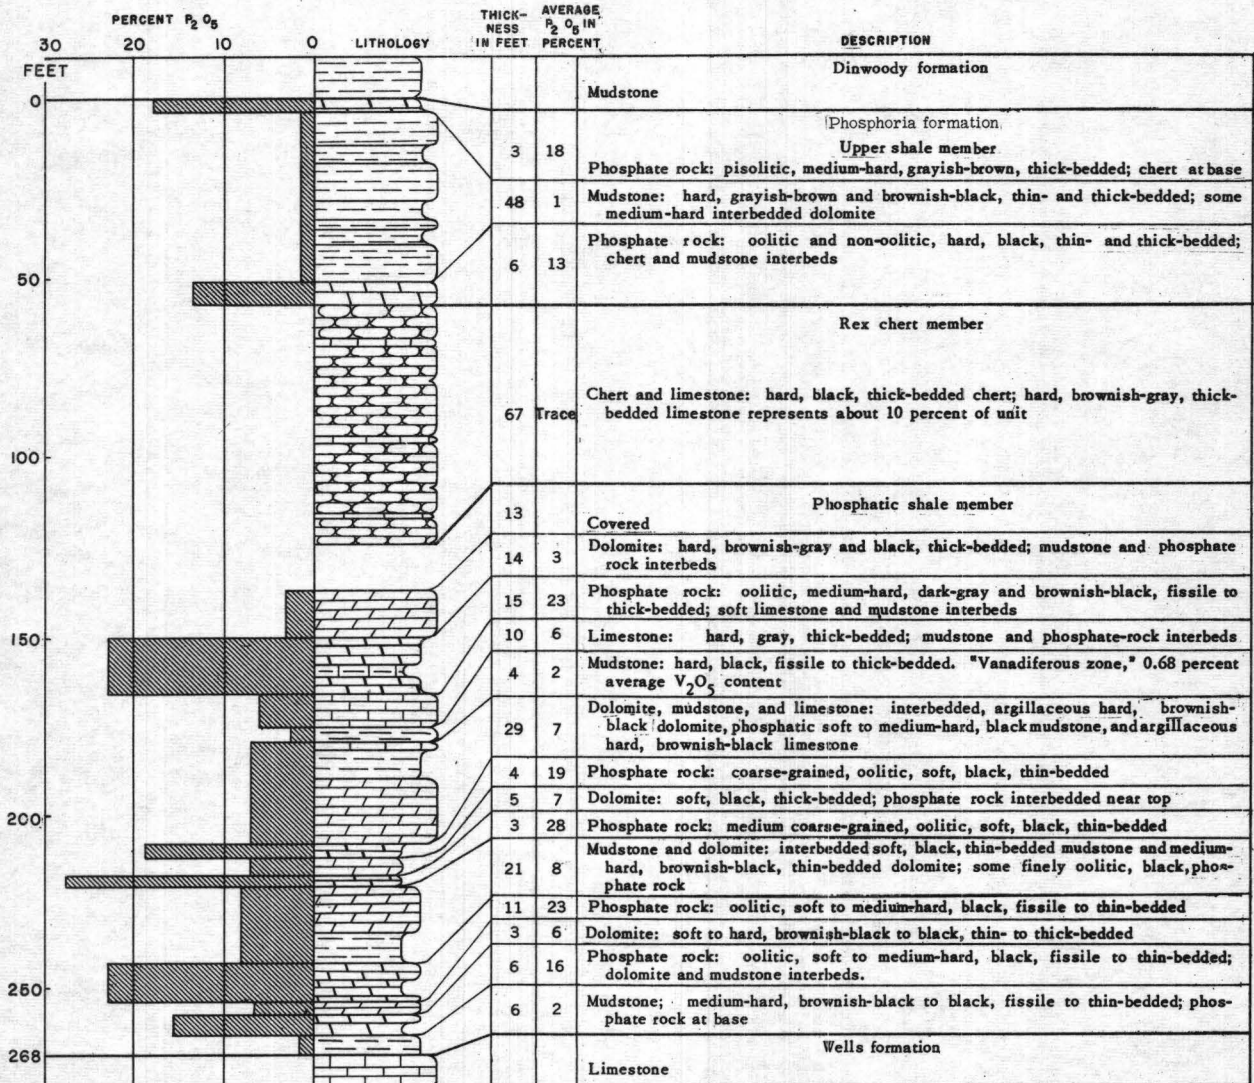 PERCENT P2O5
THICK-
NESS
IN FEET
AVERAGE
P2O5 IN
PERCENT
30 20 10 0 LITHOLOGY DESCRIPTION
FEET
Dinwoody formation
Mudstone
0
Phosphoria formation
Upper shale member
3 18 Phosphate rock: pisolitic, medium-hard, grayish-brown, thick-bedded; chert at base
48 1 Mudstone: hard, grayish-brown and brownish-black, thin- and thick-bedded; some
medium-hard interbedded dolomite
6 13 Phosphate rock: oolitic and non-oolitic, hard, black, thin- and thick-bedded;
chert and mudstone interbeds
50
Rex chert member
67 Trace Chert and limestone: hard, black, thick-bedded chert; hard, brownish-gray, thick-
bedded limestone represents about 10 percent of unit
100
Phosphatic shale member
13 Covered
14 3 Dolomite: hard, brownish-gray and black, thick-bedded; mudstone and phosphate
rock interbeds
15 23 Phosphate rock: oolitic, medium-hard, dark-gray and brownish-black, fissile to
thick-bedded; soft limestone and mudstone interbeds
150
10 6 Limestone: hard, gray, thick-bedded; mudstone and phosphate-rock interbeds
4 2 Mudstone: hard, black, fissile to thick-bedded. "Vanadiferous zone," 0.68 percent
average V2O5 content
29 7 Dolomite, mudstone, and limestone: interbedded, argillaceous hard, brownish-
black dolomite, phosphatic soft to medium-hard, black mudstone, and argillaceous
hard, brownish-black limestone
4 19 Phosphate rock: coarse-grained, oolitic, soft, black, thin-bedded
5 7 Dolomite: soft, black, thick-bedded; phosphate rock interbedded near top
200
3 28 Phosphate rock: medium coarse-grained, oolitic, soft, black, thin-bedded
21 8 Mudstone and dolomite: interbedded soft, black, thin-bedded mudstone and medium-
hard, brownish-black, thin-bedded dolomite; some finely oolitic, black, phos-
phate rock
11 23 Phosphate rock: oolitic, soft to medium-hard, black, fissile to thin-bedded
3 6 Dolomite: soft to hard, brownish-black to black, thin- to thick-bedded
6 16 Phosphate rock: oolitic, soft to medium-hard, black, fissile to thin-bedded;
dolomite and mudstone interbeds.
250
6 2 Mudstone; medium-hard, brownish-black to black, fissile to thin-bedded; phos-
phate rock at base
268
Wells formation
Limestone